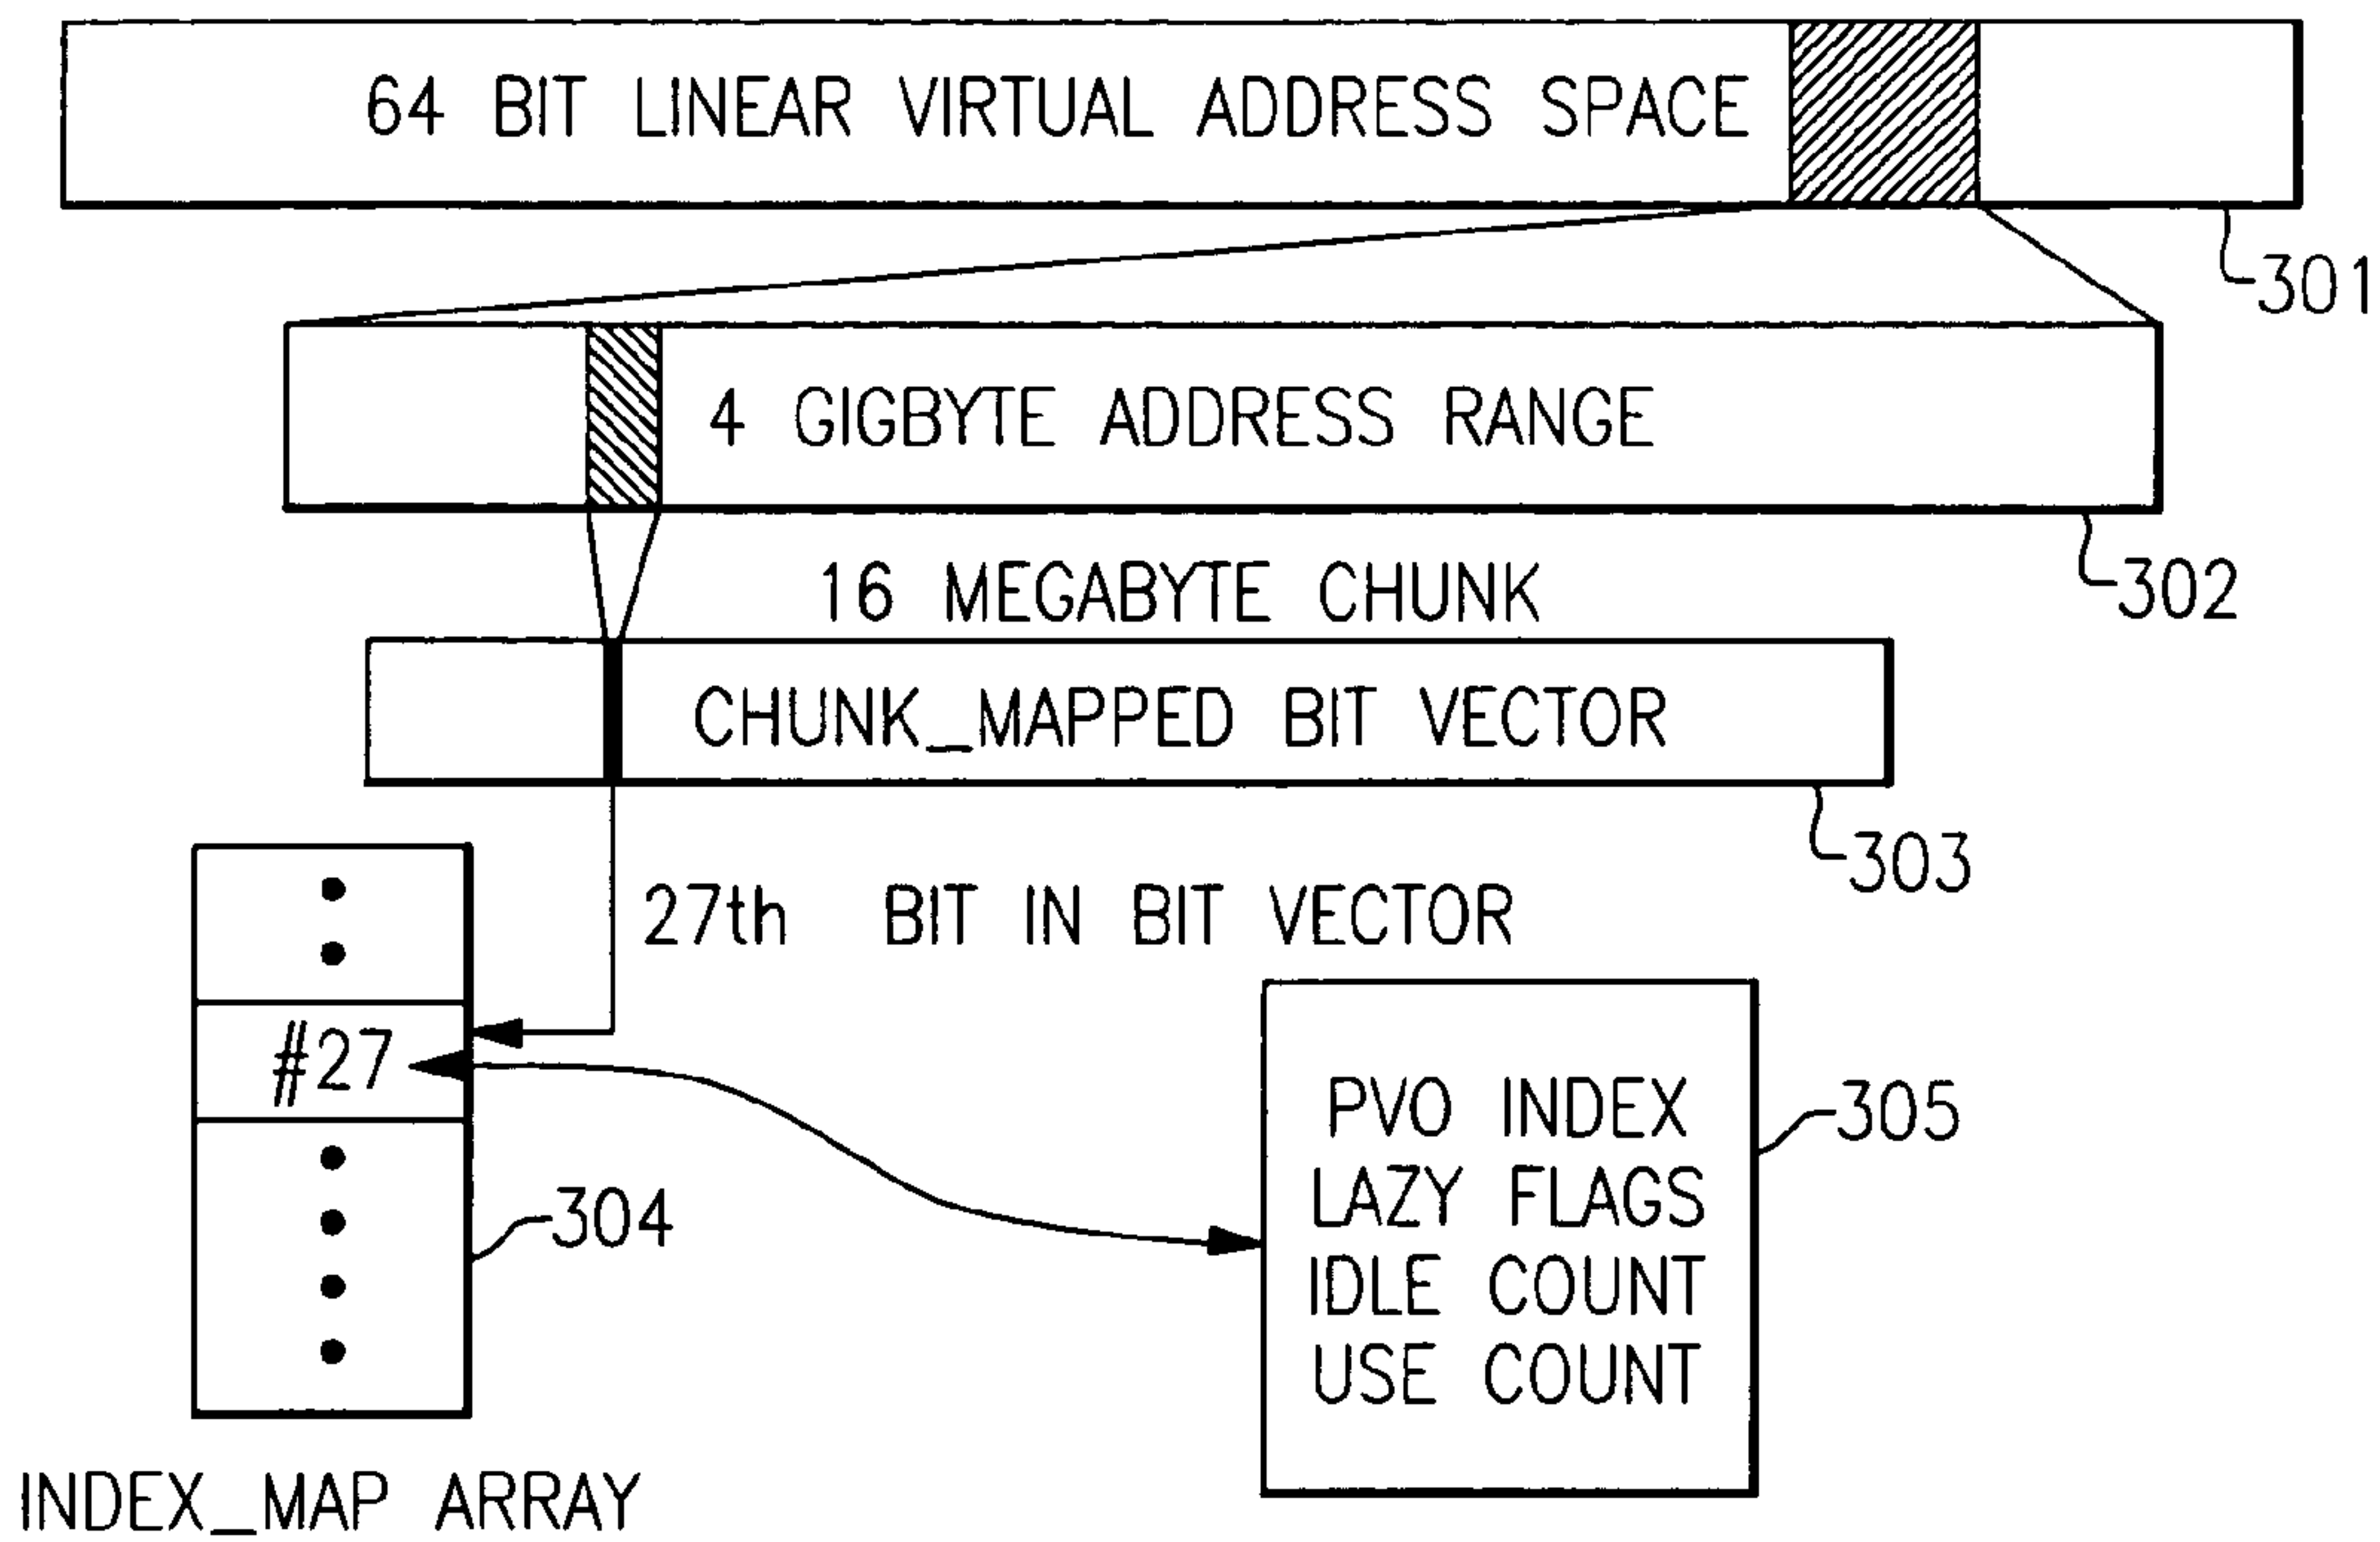 64 BIT LINEAR VIRTUAL ADDRESS SPACE
301
4 GIGBYTE ADDRESS RANGE
302
16 MEGABYTE CHUNK
CHUNK_MAPPED BIT VECTOR
303
27th BIT IN BIT VECTOR
#27
304
PVO INDEX
LAZY FLAGS
IDLE COUNT
USE COUNT
305
INDEX_MAP ARRAY